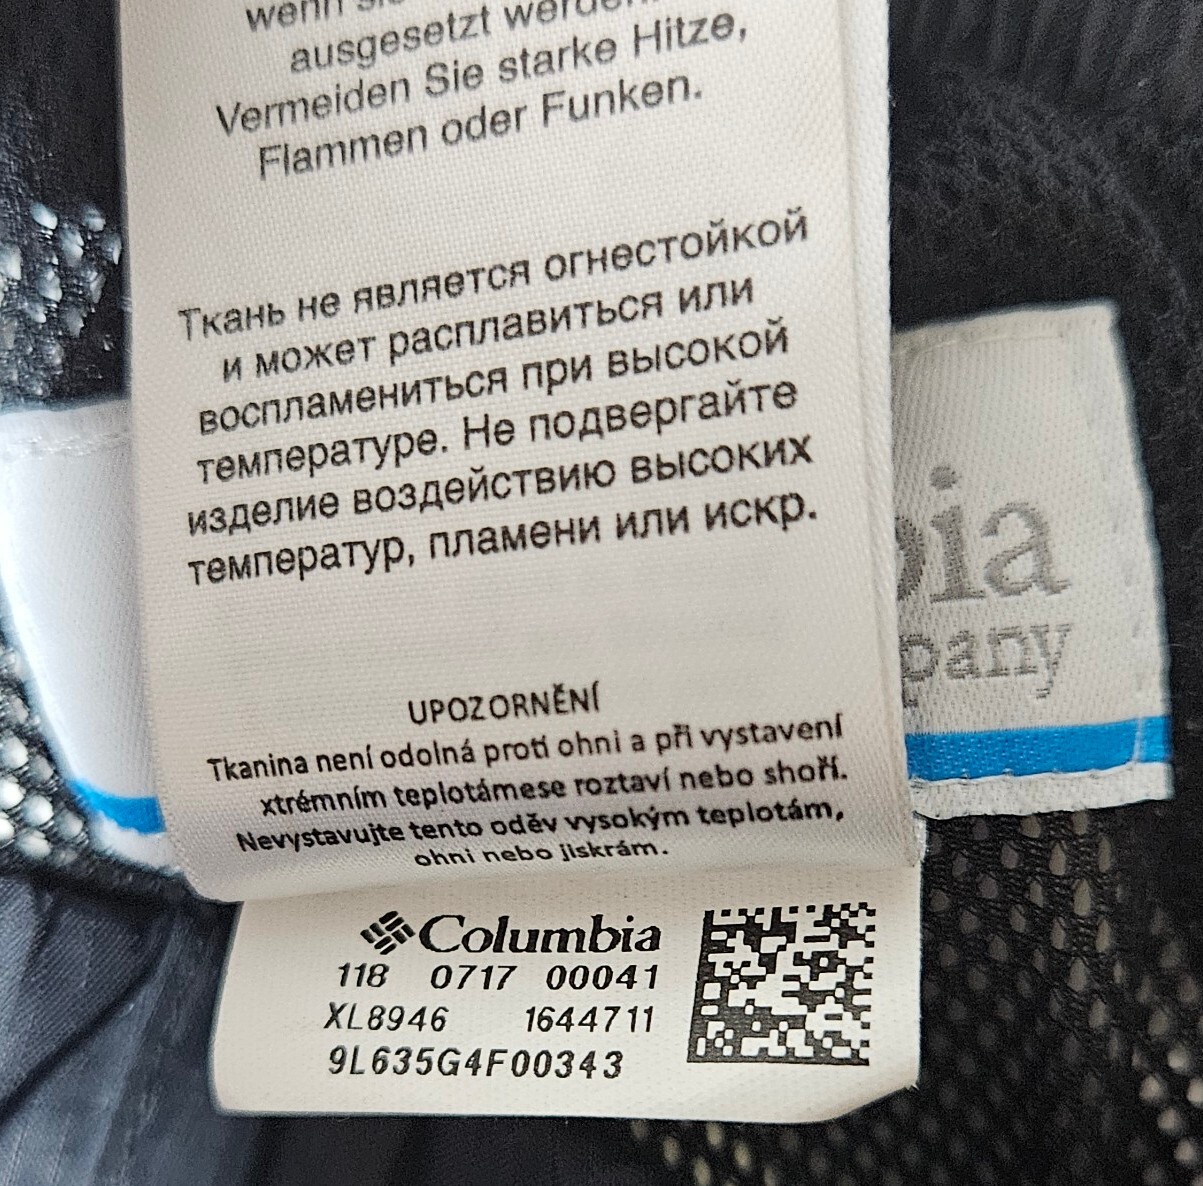 wenn sie
ausgesetzt werden.
Vermeiden Sie starke Hitze,
Flammen oder Funken.
Ткань не является огнестойкой
и может расплавиться или
воспламениться при высокой
температуре. Не подвергайте
изделие воздействию высоких
температур, пламени или искр.
bia
pany
UPOZORNĚNÍ
Tkanina není odolná proti ohni a při vystavení
xtrémním teplotámese roztaví nebo shoří.
Nevystavujte tento oděv vysokým teplotám,
ohni nebo jiskrám.
Columbia
118 0717 00041
XL8946 1644711
9L635G4F00343